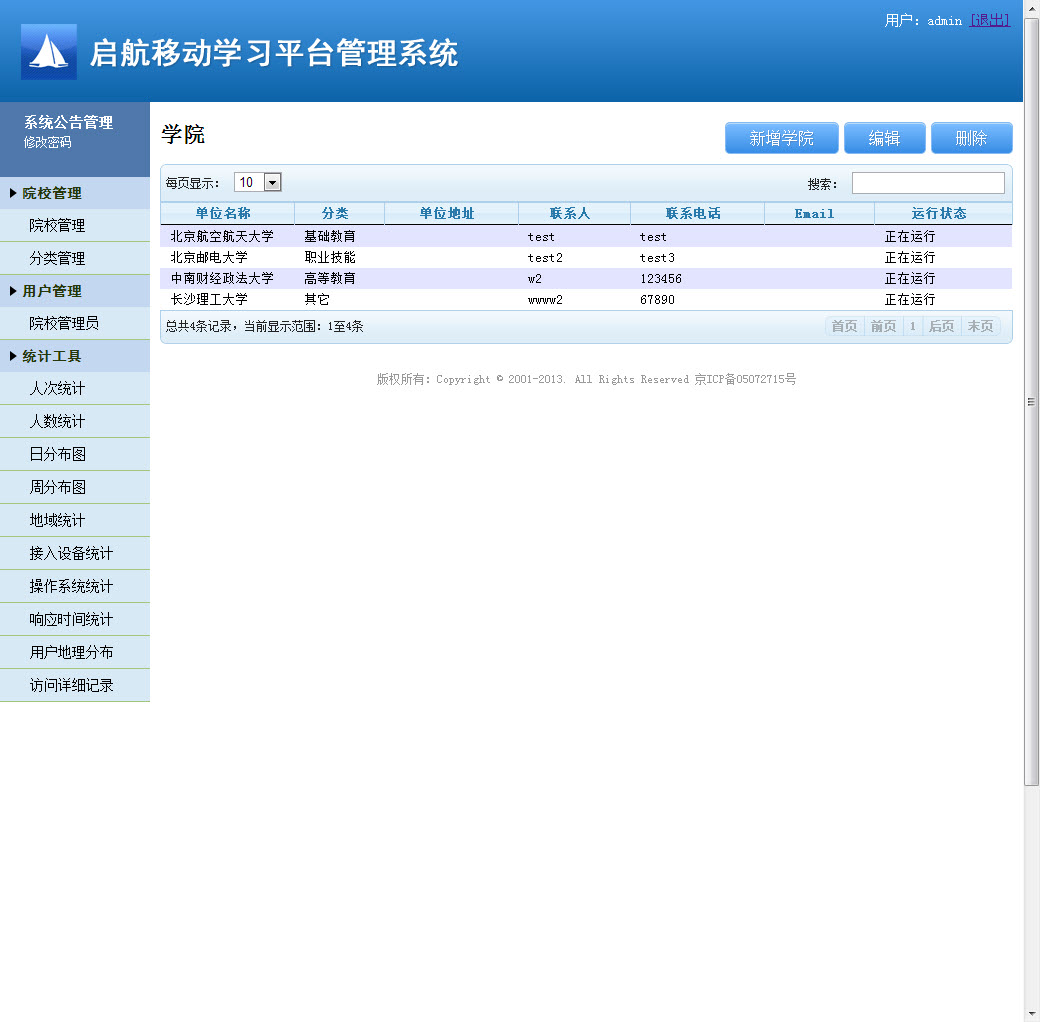 用户：admin [退出]
启航移动学习平台管理系统
系统公告管理
修改密码
院校管理
院校管理
分类管理
用户管理
院校管理员
统计工具
人次统计
人数统计
日分布图
周分布图
地域统计
接入设备统计
操作系统统计
响应时间统计
用户地理分布
访问详细记录
学院 新增学院 编辑 删除
每页显示： 10 搜索：
单位名称 分类 单位地址 联系人 联系电话 Email 运行状态
北京航空航天大学 基础教育 test test 正在运行
北京邮电大学 职业技能 test2 test3 正在运行
中南财经政法大学 高等教育 w2 123456 正在运行
长沙理工大学 其它 wwww2 67890 正在运行
总共4条记录，当前显示范围：1至4条 首页 前页 1 后页 末页
版权所有：Copyright © 2001-2013. All Rights Reserved 京ICP备05072715号